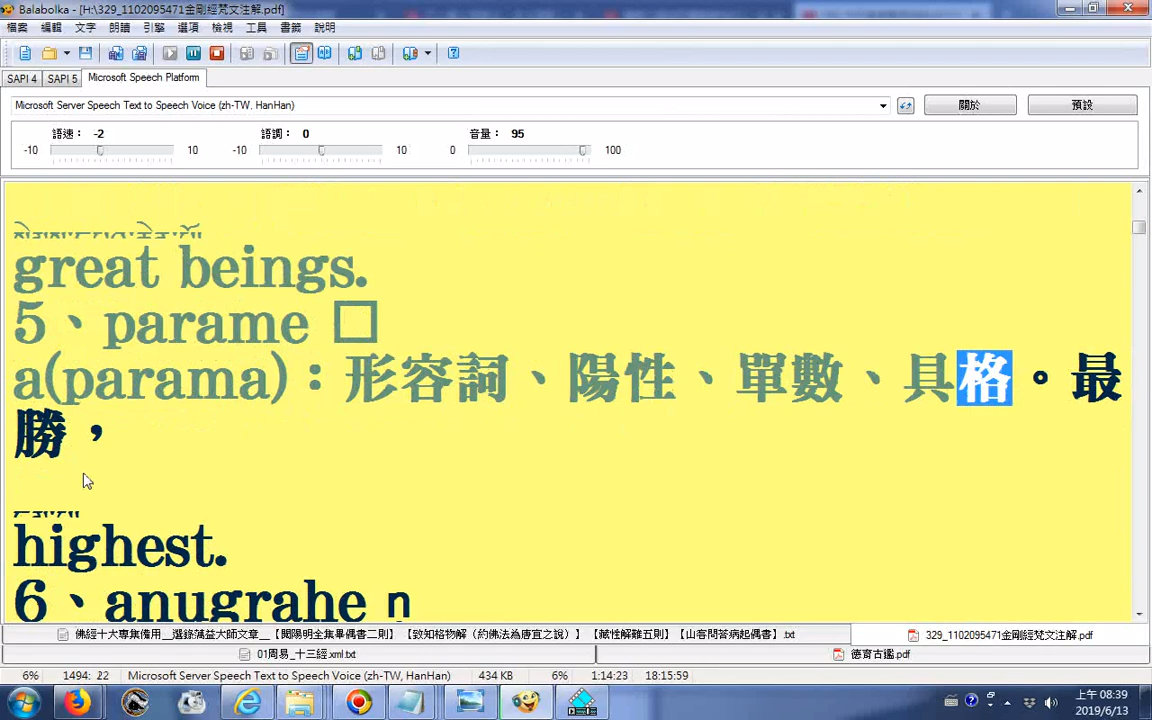 Balabolka - [H:\329_1102095471金剛經梵文注解.pdf]
檔案 編輯 文字 朗讀 引擎 選項 檢視 工具 書籤 說明
SAPI 4 SAPI 5 Microsoft Speech Platform
Microsoft Server Speech Text to Speech Voice (zh-TW, HanHan)
關於 預設
語速： -2 語調： 0 音量： 95
-10 10 -10 10 0 100
great beings.
5、parame □
a(parama)：形容詞、陽性、單數、具格。最
勝，
highest.
6、anugrahe ņ
佛經十大專集備用__選錄蕅益大師文章__【閱陽明全集畢偶書二則】【致知格物解（約佛法為唐宜之說）】【藏性解難五則】【山客問答病起偶書】.txt
329_1102095471金剛經梵文注解.pdf
01周易_十三經.xml.txt 德育古鑑.pdf
6% 1494: 22 Microsoft Server Speech Text to Speech Voice (zh-TW, HanHan) 434 KB 6% 1:14:23 18:15:59
上午 08:39
2019/6/13